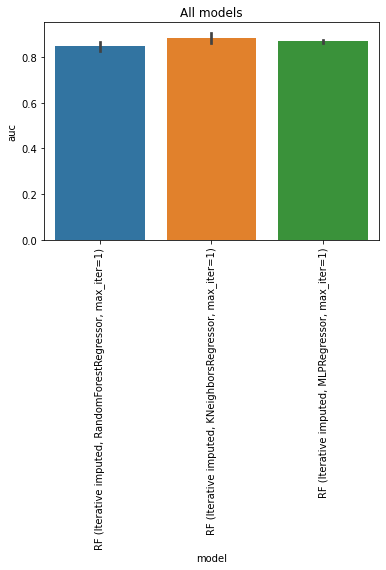 All models
auc
0.8
0.6
0.4
0.2
0.0
RF (Iterative imputed, RandomForestRegressor, max_iter=1)
RF (Iterative imputed, KNeighborsRegressor, max_iter=1)
RF (Iterative imputed, MLPRegressor, max_iter=1)
model